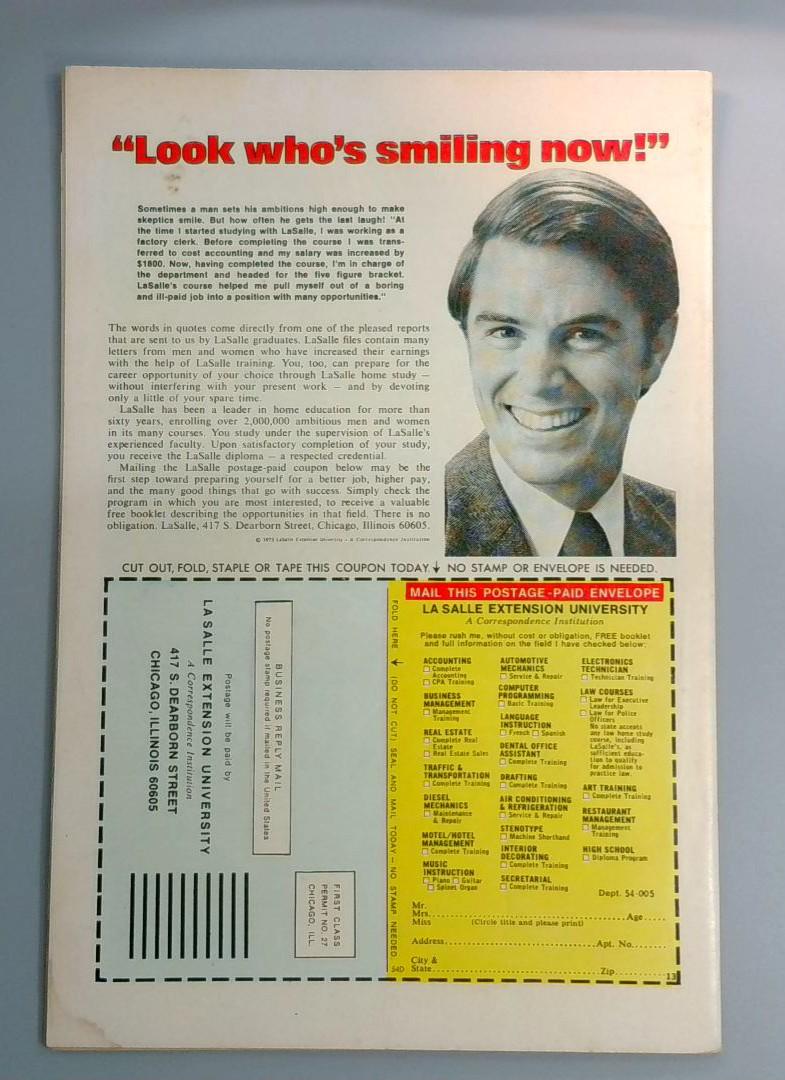 “Look who’s smiling now!”
Sometimes a man sets his ambitions high enough to make
skeptics smile. But how often he gets the last laugh! “At
the time I started studying with LaSalle, I was working as a
factory clerk. Before completing the course I was trans-
ferred to cost accounting and my salary was increased by
$1800. Now, having completed the course, I’m in charge of
the department and headed for the five figure bracket.
LaSalle’s course helped me pull myself out of a boring
and ill-paid job into a position with many opportunities.”
The words in quotes come directly from one of the pleased reports
that are sent to us by LaSalle graduates. LaSalle files contain many
letters from men and women who have increased their earnings
with the help of LaSalle training. You, too, can prepare for the
career opportunity of your choice through LaSalle home study —
without interfering with your present work — and by devoting
only a little of your spare time.
LaSalle has been a leader in home education for more than
sixty years, enrolling over 2,000,000 ambitious men and women
in its many courses. You study under the supervision of LaSalle’s
experienced faculty. Upon satisfactory completion of your study,
you receive the LaSalle diploma — a respected credential.
Mailing the LaSalle postage-paid coupon below may be the
first step toward preparing yourself for a better job, higher pay,
and the many good things that go with success. Simply check the
program in which you are most interested, to receive a valuable
free booklet describing the opportunities in that field. There is no
obligation. LaSalle, 417 S. Dearborn Street, Chicago, Illinois 60605.
© 1973 LaSalle Extension University - A Correspondence Institution
CUT OUT, FOLD, STAPLE OR TAPE THIS COUPON TODAY. NO STAMP OR ENVELOPE IS NEEDED.
FIRST CLASS
PERMIT NO. 27
CHICAGO, ILL.
BUSINESS REPLY MAIL
No postage stamp required if mailed in the United States
Postage will be paid by
LA SALLE EXTENSION UNIVERSITY
A Correspondence Institution
417 S. DEARBORN STREET
CHICAGO, ILLINOIS 60605
FOLD HERE (DO NOT CUT) SEAL AND MAIL TODAY — NO STAMP NEEDED
54D
MAIL THIS POSTAGE-PAID ENVELOPE
LA SALLE EXTENSION UNIVERSITY
A Correspondence Institution
Please rush me, without cost or obligation, FREE booklet
and full information on the field I have checked below:
ACCOUNTING
Complete
Accounting
CPA Training
BUSINESS
MANAGEMENT
Management
Training
REAL ESTATE
Complete Real
Estate
Real Estate Sales
TRAFFIC &
TRANSPORTATION
Complete Training
DIESEL
MECHANICS
Maintenance
& Repair
MOTEL/HOTEL
MANAGEMENT
Complete Training
MUSIC
INSTRUCTION
Piano Guitar
Spinet Organ
AUTOMOTIVE
MECHANICS
Service & Repair
COMPUTER
PROGRAMMING
Basic Training
LANGUAGE
INSTRUCTION
French Spanish
DENTAL OFFICE
ASSISTANT
Complete Training
DRAFTING
Complete Training
AIR CONDITIONING
& REFRIGERATION
Service & Repair
STENOTYPE
Machine Shorthand
INTERIOR
DECORATING
Complete Training
SECRETARIAL
Complete Training
ELECTRONICS
TECHNICIAN
Technician Training
LAW COURSES
Law for Executive
Leadership
Law for Police
Officers
No state accepts
any law home study
course, including
LaSalle’s, as
sufficient educa-
tion to qualify
for admission to
practice law.
ART TRAINING
Complete Training
RESTAURANT
MANAGEMENT
Management
Training
HIGH SCHOOL
Diploma Program
Dept. 54-005
Mr.
Mrs. Age
Miss (Circle title and please print)
Address Apt. No.
City &
State Zip
13